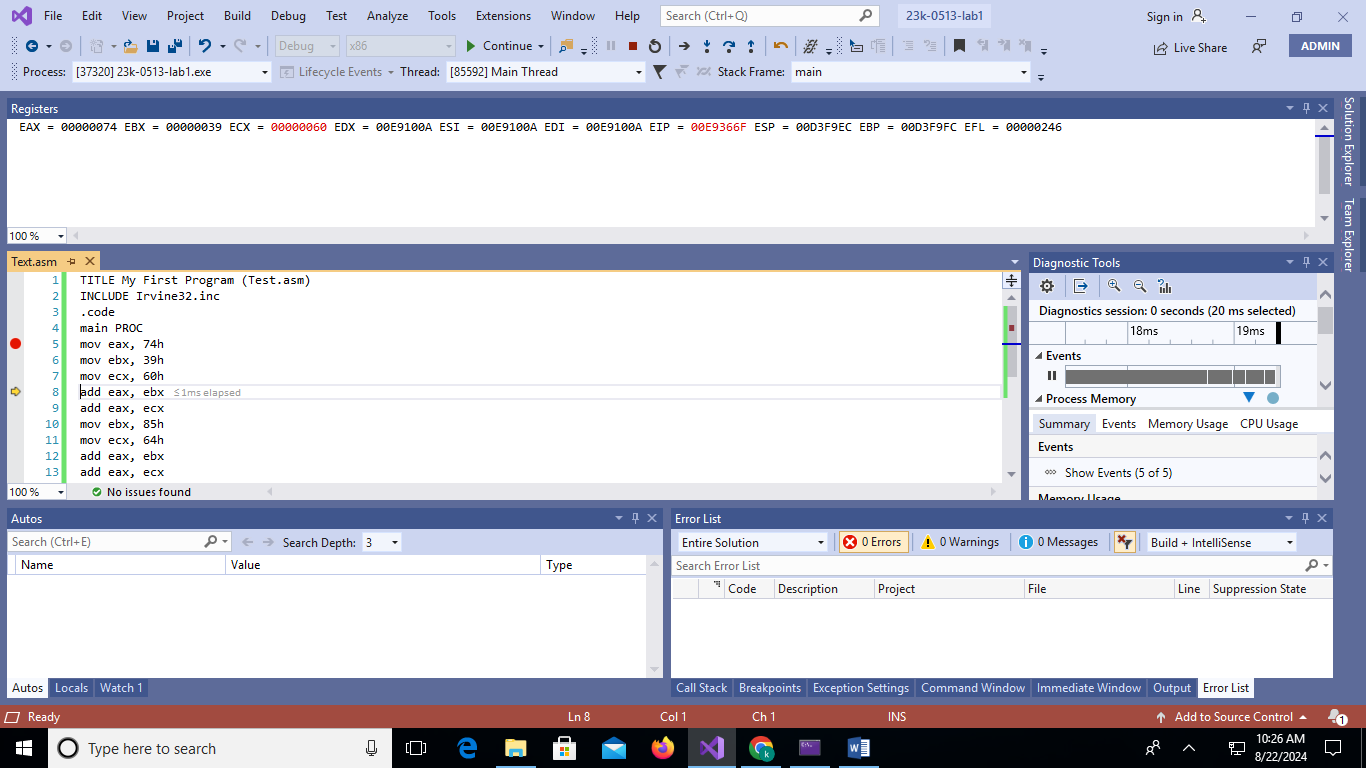 File Edit View Project Build Debug Test Analyze Tools Extensions Window Help Search (Ctrl+Q) 23k-0513-lab1 Sign in
Debug x86 Continue Live Share ADMIN
Process: [37320] 23k-0513-lab1.exe Lifecycle Events Thread: [85592] Main Thread Stack Frame: main
Registers
EAX = 00000074 EBX = 00000039 ECX = 00000060 EDX = 00E9100A ESI = 00E9100A EDI = 00E9100A EIP = 00E9366F ESP = 00D3F9EC EBP = 00D3F9FC EFL = 00000246
100 %
Solution Explorer
Team Explorer
Text.asm
1 TITLE My First Program (Test.asm)
2 INCLUDE Irvine32.inc
3 .code
4 main PROC
5 mov eax, 74h
6 mov ebx, 39h
7 mov ecx, 60h
8 add eax, ebx ≤1ms elapsed
9 add eax, ecx
10 mov ebx, 85h
11 mov ecx, 64h
12 add eax, ebx
13 add eax, ecx
100 % No issues found
Diagnostic Tools
Diagnostics session: 0 seconds (20 ms selected)
18ms 19ms
Events
Process Memory
Summary Events Memory Usage CPU Usage
Events
Show Events (5 of 5)
Memory Usage
Autos
Search (Ctrl+E) Search Depth: 3
Name Value Type
Autos Locals Watch 1
Error List
Entire Solution 0 Errors 0 Warnings 0 Messages Build + IntelliSense
Search Error List
Code Description Project File Line Suppression State
Call Stack Breakpoints Exception Settings Command Window Immediate Window Output Error List
Ready Ln 8 Col 1 Ch 1 INS Add to Source Control 1
Type here to search
10:26 AM
8/22/2024